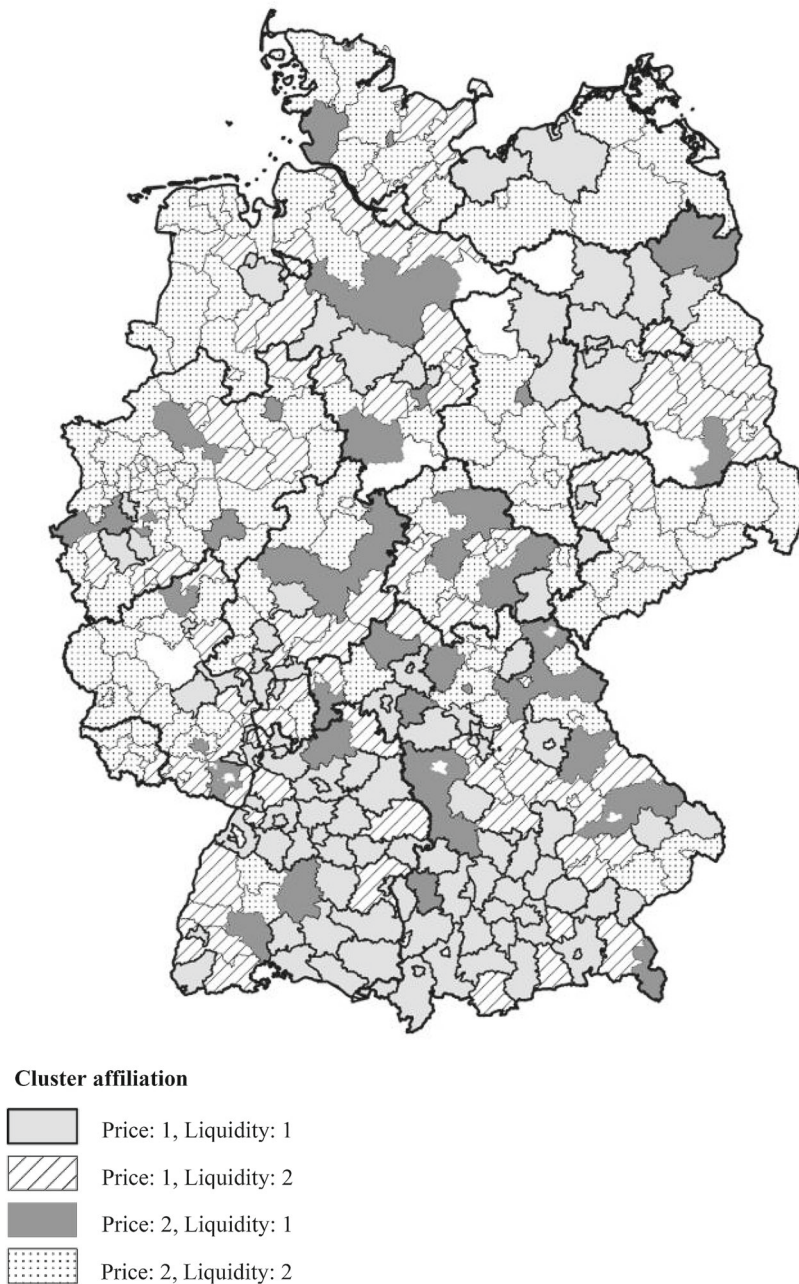 Cluster affiliation
Price: 1, Liquidity: 1
Price: 1, Liquidity: 2
Price: 2, Liquidity: 1
Price: 2, Liquidity: 2